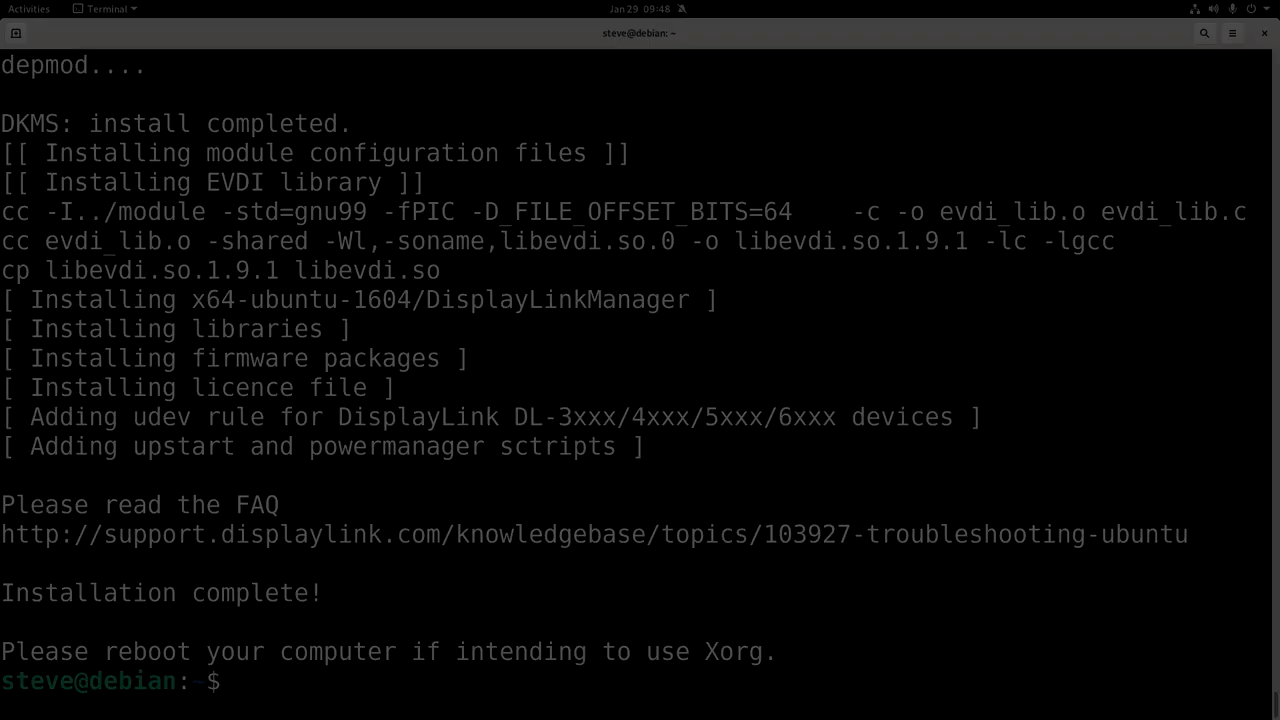 Activities Terminal Jan 29 09:48
steve@debian: ~
depmod....
DKMS: install completed.
[[ Installing module configuration files ]]
[[ Installing EVDI library ]]
cc -I../module -std=gnu99 -fPIC -D_FILE_OFFSET_BITS=64    -c -o evdi_lib.o evdi_lib.c
cc evdi_lib.o -shared -Wl,-soname,libevdi.so.0 -o libevdi.so.1.9.1 -lc -lgcc
cp libevdi.so.1.9.1 libevdi.so
[ Installing x64-ubuntu-1604/DisplayLinkManager ]
[ Installing libraries ]
[ Installing firmware packages ]
[ Installing licence file ]
[ Adding udev rule for DisplayLink DL-3xxx/4xxx/5xxx/6xxx devices ]
[ Adding upstart and powermanager sctripts ]
Please read the FAQ
http://support.displaylink.com/knowledgebase/topics/103927-troubleshooting-ubuntu
Installation complete!
Please reboot your computer if intending to use Xorg.
steve@debian:~$